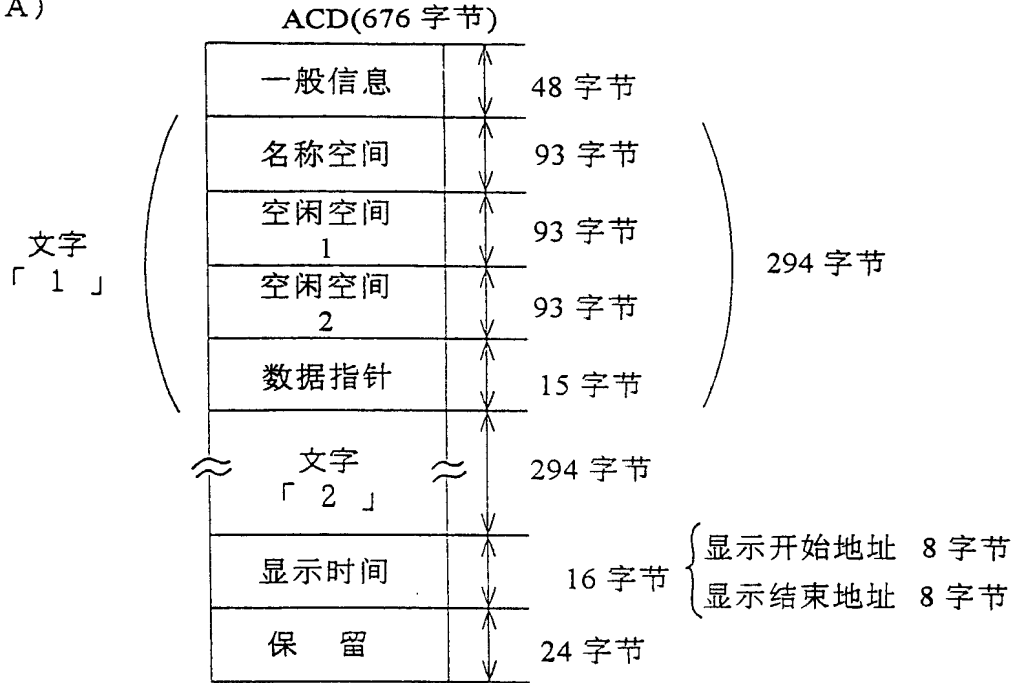 A)
ACD(676 字节)
一般信息
48 字节
名称空间
93 字节
空闲空间
1
93 字节
空闲空间
2
93 字节
数据指针
15 字节
文字
「 1 」
294 字节
文字
「 2 」
294 字节
显示时间
16 字节
显示开始地址 8 字节
显示结束地址 8 字节
保 留
24 字节